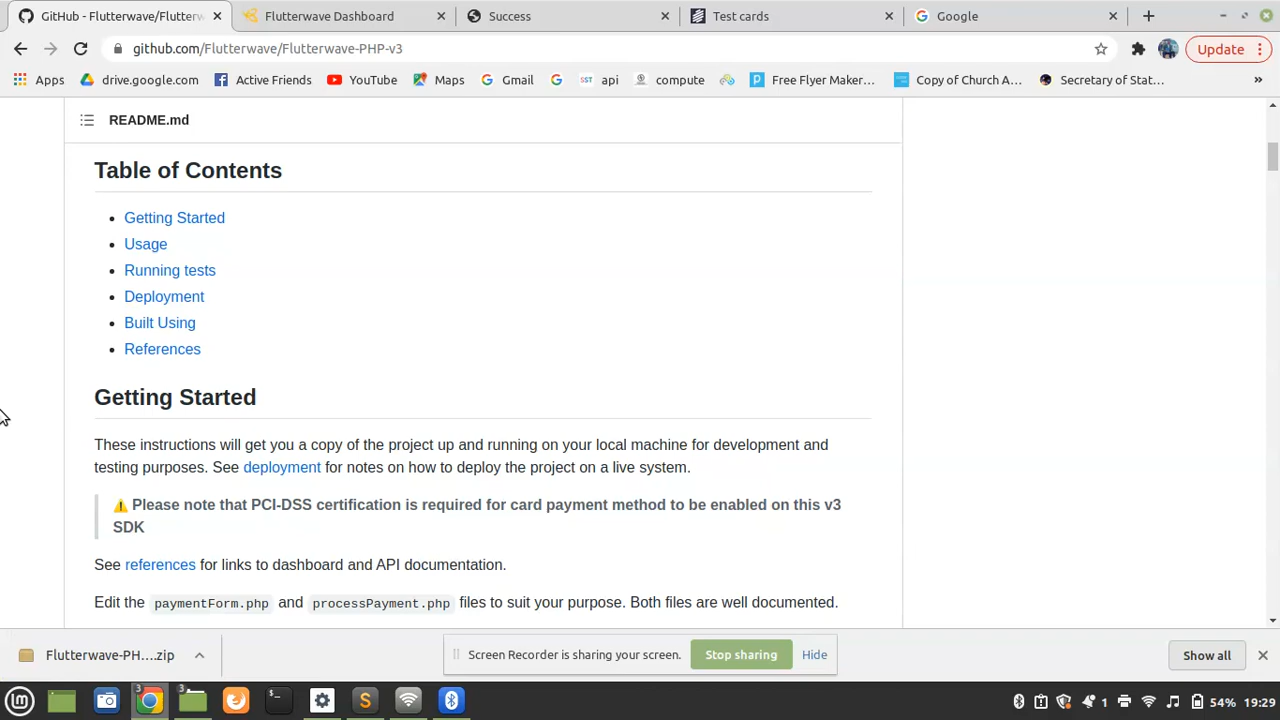 GitHub - Flutterwave/Flutterw
Flutterwave Dashboard
Success
Test cards
Google
github.com/Flutterwave/Flutterwave-PHP-v3
Update
Apps
drive.google.com
Active Friends
YouTube
Maps
Gmail
SST
api
compute
Free Flyer Maker...
Copy of Church A...
Secretary of Stat...
README.md
Table of Contents
Getting Started
Usage
Running tests
Deployment
Built Using
References
Getting Started
These instructions will get you a copy of the project up and running on your local machine for development and
testing purposes. See deployment for notes on how to deploy the project on a live system.
Please note that PCI-DSS certification is required for card payment method to be enabled on this v3
SDK
See references for links to dashboard and API documentation.
Edit the paymentForm.php and processPayment.php files to suit your purpose. Both files are well documented.
Flutterwave-PH....zip
Screen Recorder is sharing your screen.
Stop sharing
Hide
Show all
3
3
1
54%
19:29